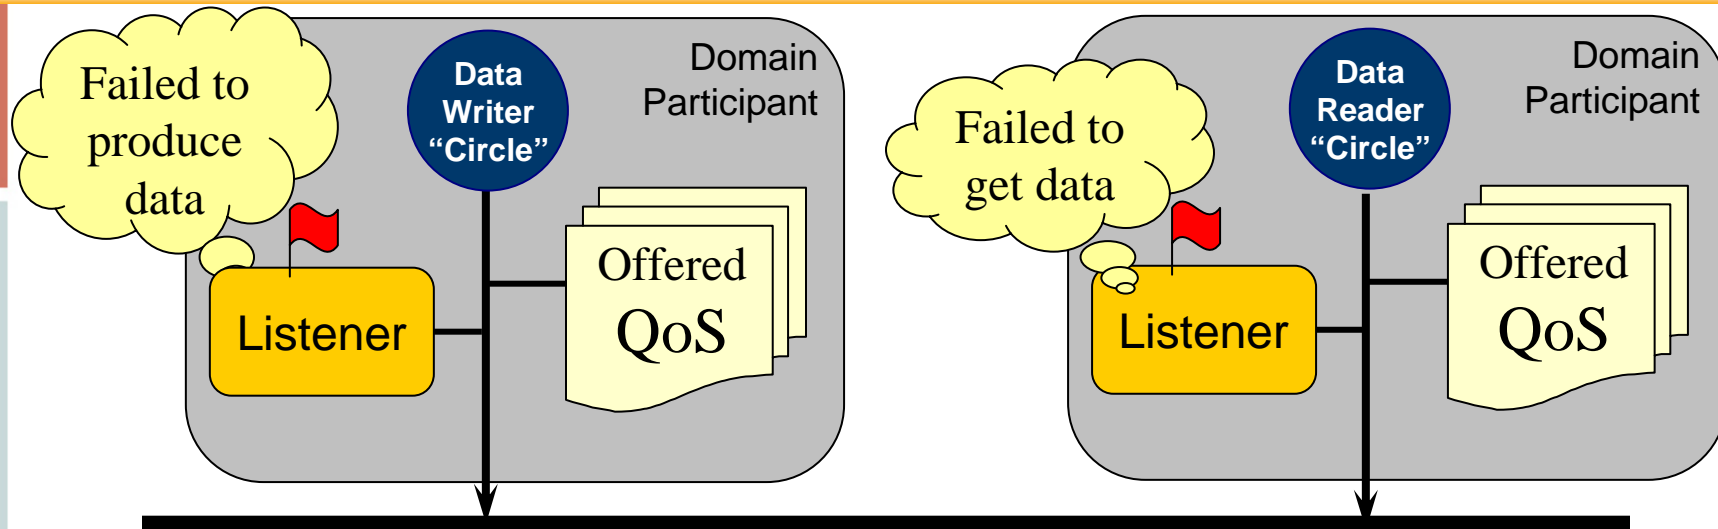 Failed to
produce
data
Data
Writer
“Circle”
Domain
Participant
Listener
Offered
QoS
Failed to
get data
Data
Reader
“Circle”
Domain
Participant
Listener
Offered
QoS